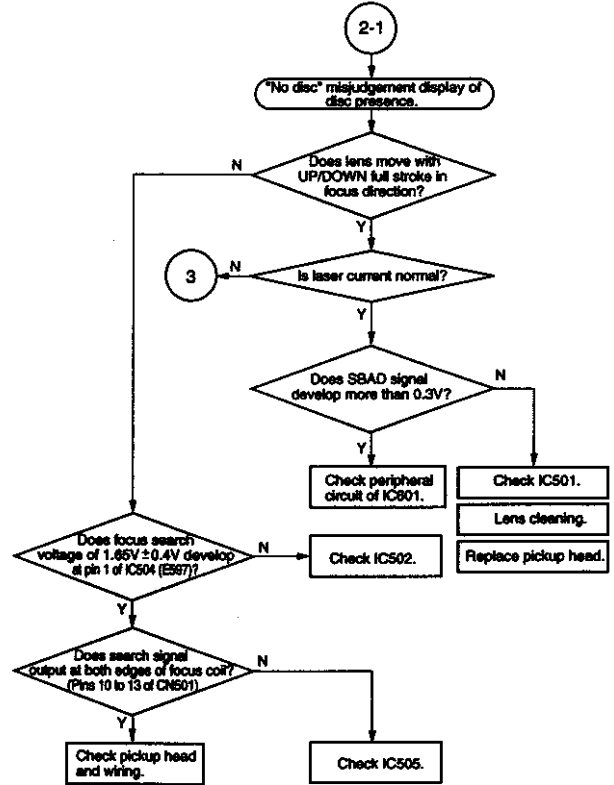 2-1
"No disc" misjudgement display of
disc presence.
N
Does lens move with
UP/DOWN full stroke in
focus direction?
Y
3
N
Is laser current normal?
Y
Does SBAD signal
develop more than 0.3V?
N
Y
Check peripheral
circuit of IC601.
Check IC501.
Lens cleaning.
Replace pickup head.
Does focus search
voltage of 1.65V±0.4V develop
at pin 1 of IC504 (E597)?
N
Check IC502.
Y
Does search signal
output at both edges of focus coil?
(Pins 10 to 13 of CN501)
N
Y
Check pickup head
and wiring.
Check IC505.